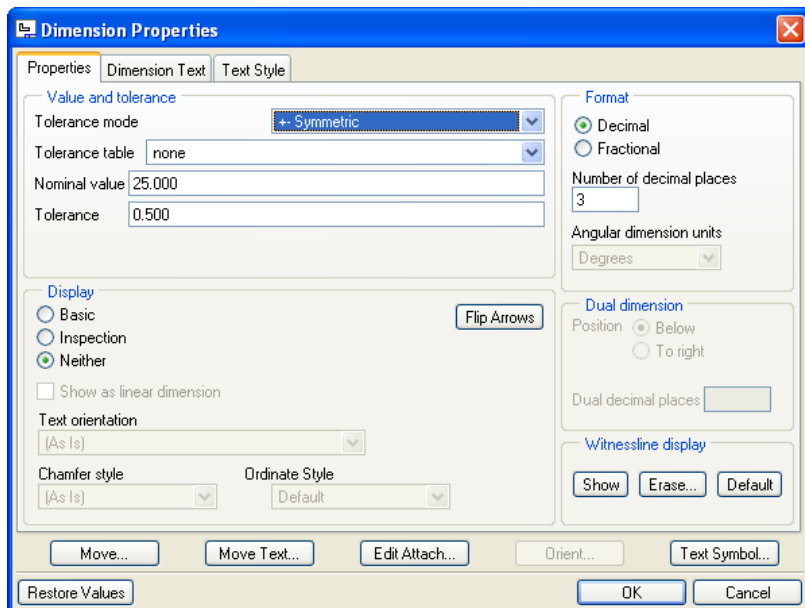 Dimension Properties
Properties Dimension Text Text Style
Value and tolerance
Tolerance mode +- Symmetric
Tolerance table none
Nominal value 25.000
Tolerance 0.500
Format
Decimal
Fractional
Number of decimal places
3
Angular dimension units
Degrees
Display
Basic
Flip Arrows
Inspection
Neither
Show as linear dimension
Text orientation
(As Is)
Chamfer style Ordinate Style
(As Is) Default
Dual dimension
Position Below
To right
Dual decimal places
Witnessline display
Show Erase... Default
Move... Move Text... Edit Attach... Orient... Text Symbol...
Restore Values OK Cancel